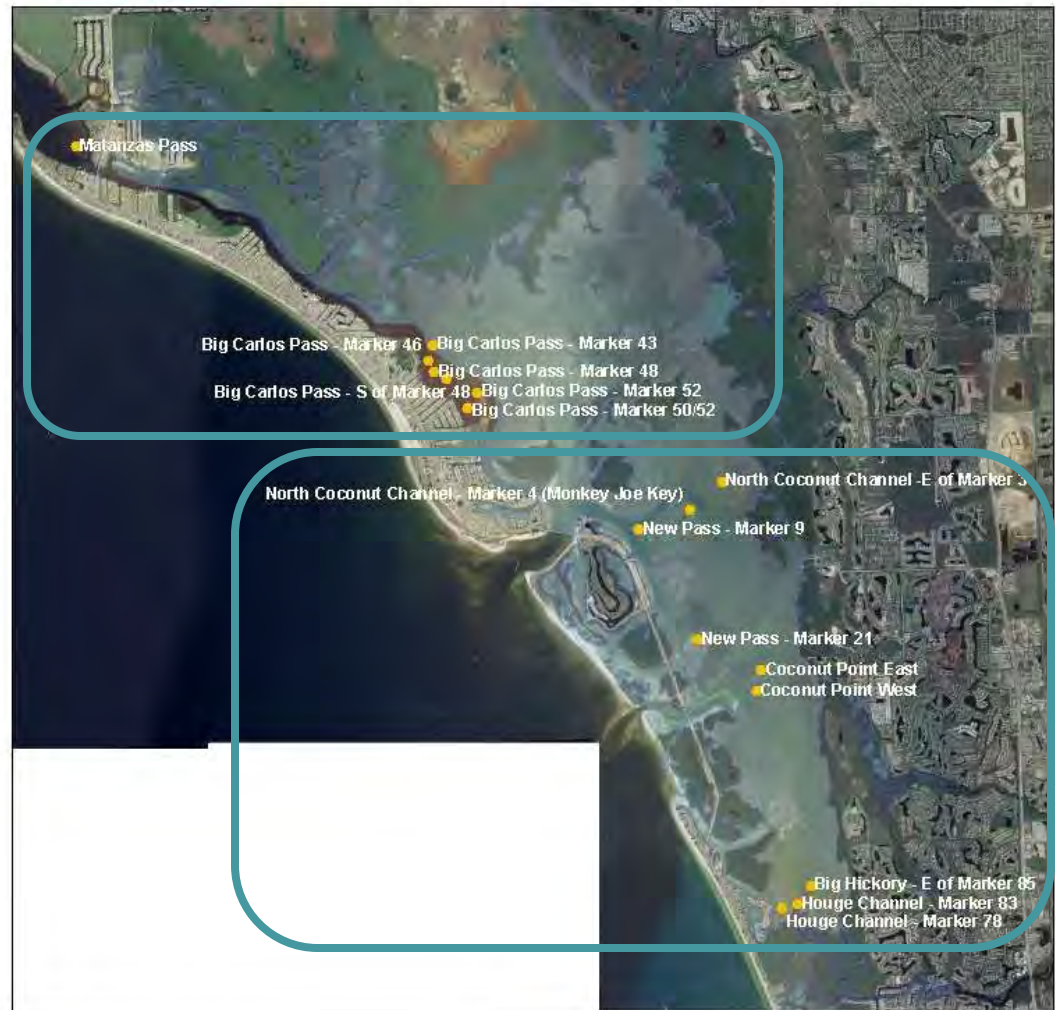 Matanzas Pass
Big Carlos Pass - Marker 46
Big Carlos Pass - Marker 43
Big Carlos Pass - Marker 48
Big Carlos Pass - S of Marker 48
Big Carlos Pass - Marker 52
Big Carlos Pass - Marker 50/52
North Coconut Channel -E of Marker 3
North Coconut Channel - Marker 4 (Monkey Joe Key)
New Pass - Marker 9
New Pass - Marker 21
Coconut Point East
Coconut Point West
Big Hickory - E of Marker 85
Houge Channel - Marker 83
Houge Channel - Marker 78